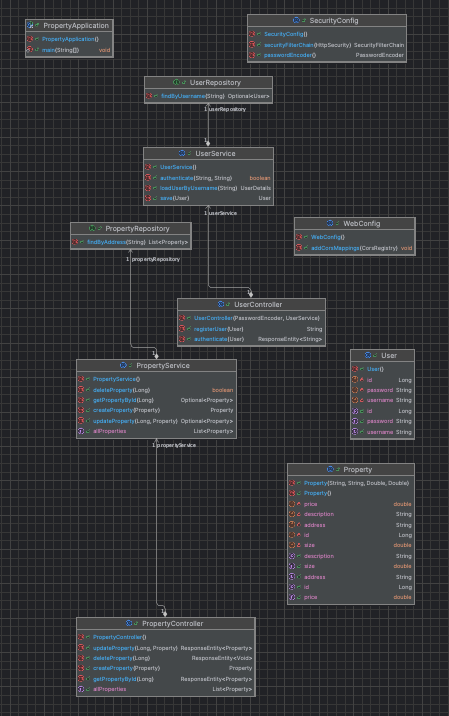 PropertyApplication
PropertyApplication()
main(String[]) void
SecurityConfig
SecurityConfig()
securityFilterChain(HttpSecurity) SecurityFilterChain
passwordEncoder() PasswordEncoder
UserRepository
findByUsername(String) Optional<User>
1 userRepository
1
UserService
UserService()
authenticate(String, String) boolean
loadUserByUsername(String) UserDetails
save(User) User
1 userService
PropertyRepository
findByAddress(String) List<Property>
1 propertyRepository
WebConfig
WebConfig()
addCorsMappings(CorsRegistry) void
1
UserController
UserController(PasswordEncoder, UserService)
registerUser(User) String
authenticate(User) ResponseEntity<String>
1
PropertyService
PropertyService()
deleteProperty(Long) boolean
getPropertyById(Long) Optional<Property>
createProperty(Property) Property
updateProperty(Long, Property) Optional<Property>
allProperties List<Property>
1 propertyService
User
User()
id Long
password String
username String
id Long
password String
username String
Property
Property(String, String, Double, Double)
Property()
price double
description String
address String
id Long
size double
description String
size double
address String
id Long
price double
1
PropertyController
PropertyController()
updateProperty(Long, Property) ResponseEntity<Property>
deleteProperty(Long) ResponseEntity<Void>
createProperty(Property) Property
getPropertyById(Long) ResponseEntity<Property>
allProperties List<Property>